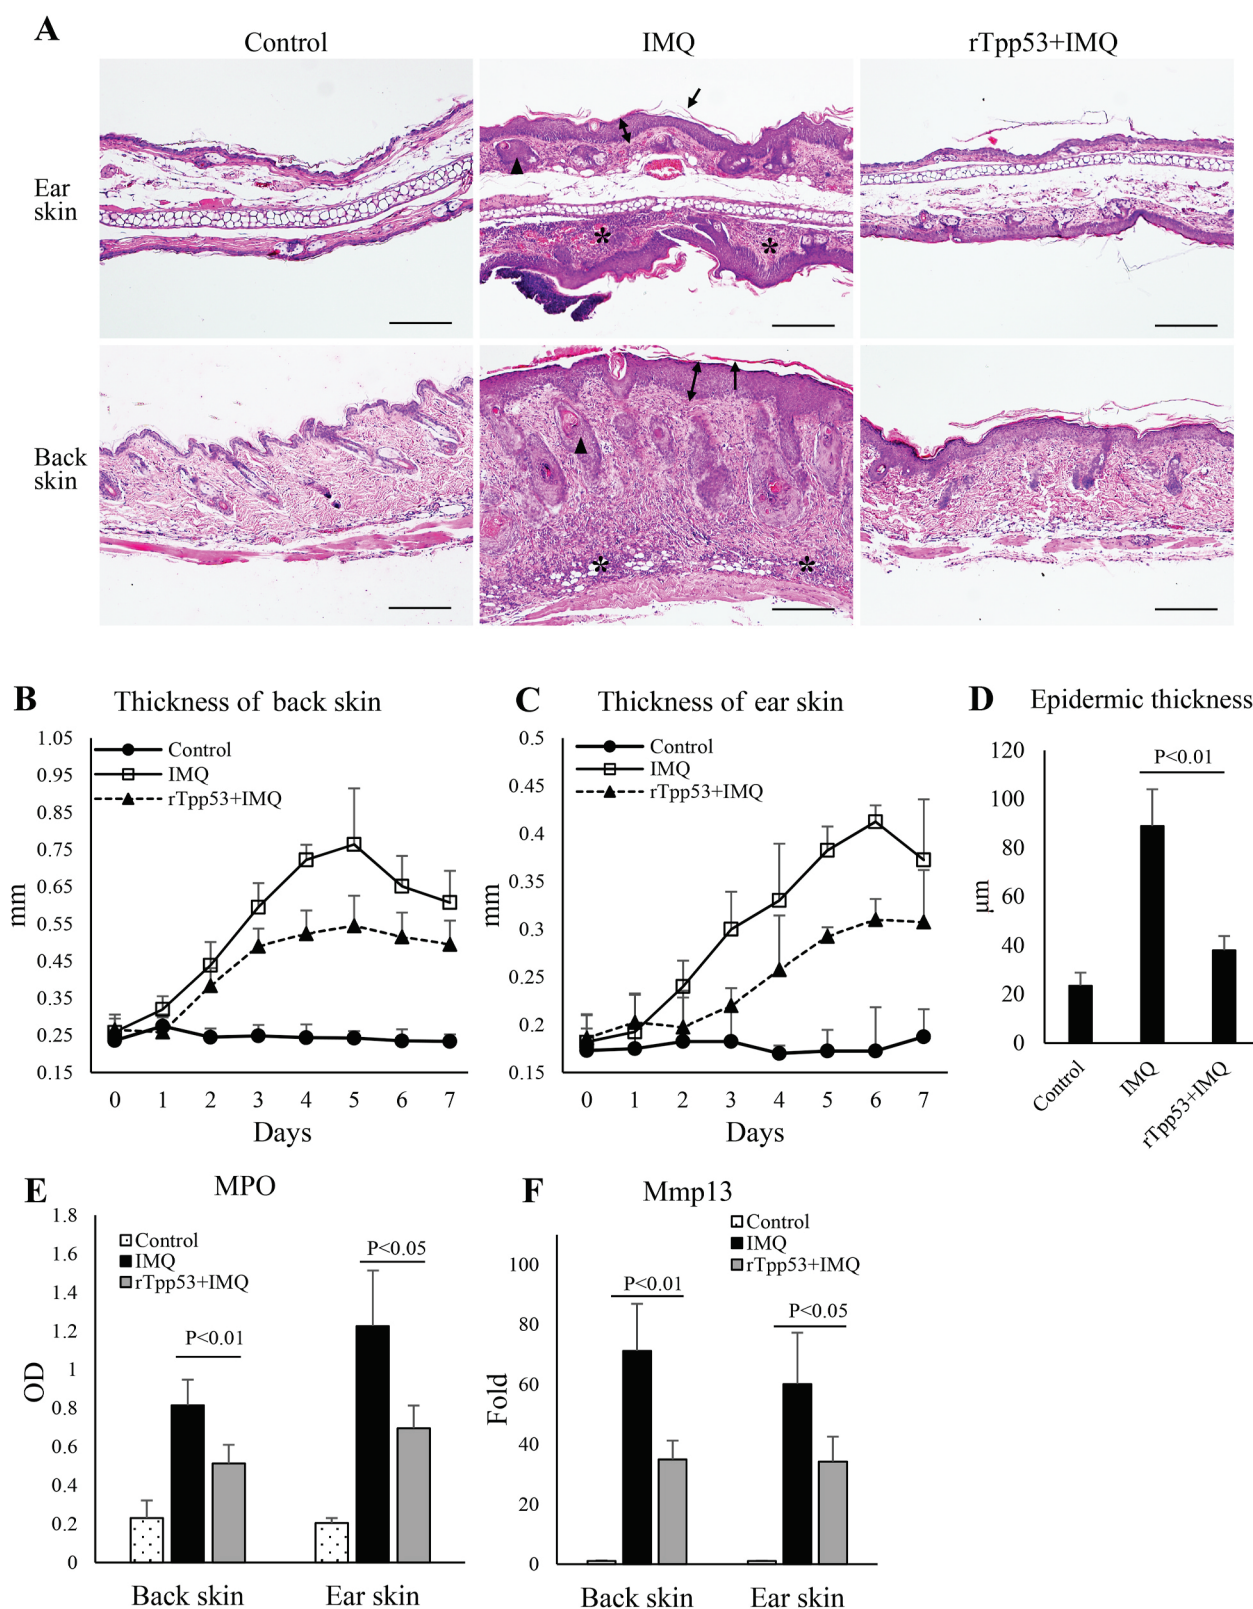 A
Control
IMQ
rTpp53+IMQ
Ear
skin
*
*
Back
skin
*
*
B
Thickness of back skin
1.05
0.95
0.85
0.75
0.65
0.55
0.45
0.35
0.25
0.15
mm
Control
IMQ
rTpp53+IMQ
0 1 2 3 4 5 6 7
Days
C
Thickness of ear skin
0.5
0.45
0.4
0.35
0.3
0.25
0.2
0.15
mm
Control
IMQ
rTpp53+IMQ
0 1 2 3 4 5 6 7
Days
D
Epidermic thickness
120
100
80
60
40
20
0
µm
P<0.01
Control
IMQ
rTpp53+IMQ
E
MPO
1.8
1.6
1.4
1.2
1
0.8
0.6
0.4
0.2
0
OD
Control
IMQ
rTpp53+IMQ
P<0.01
P<0.05
Back skin
Ear skin
F
Mmp13
100
80
60
40
20
0
Fold
Control
IMQ
rTpp53+IMQ
P<0.01
P<0.05
Back skin
Ear skin